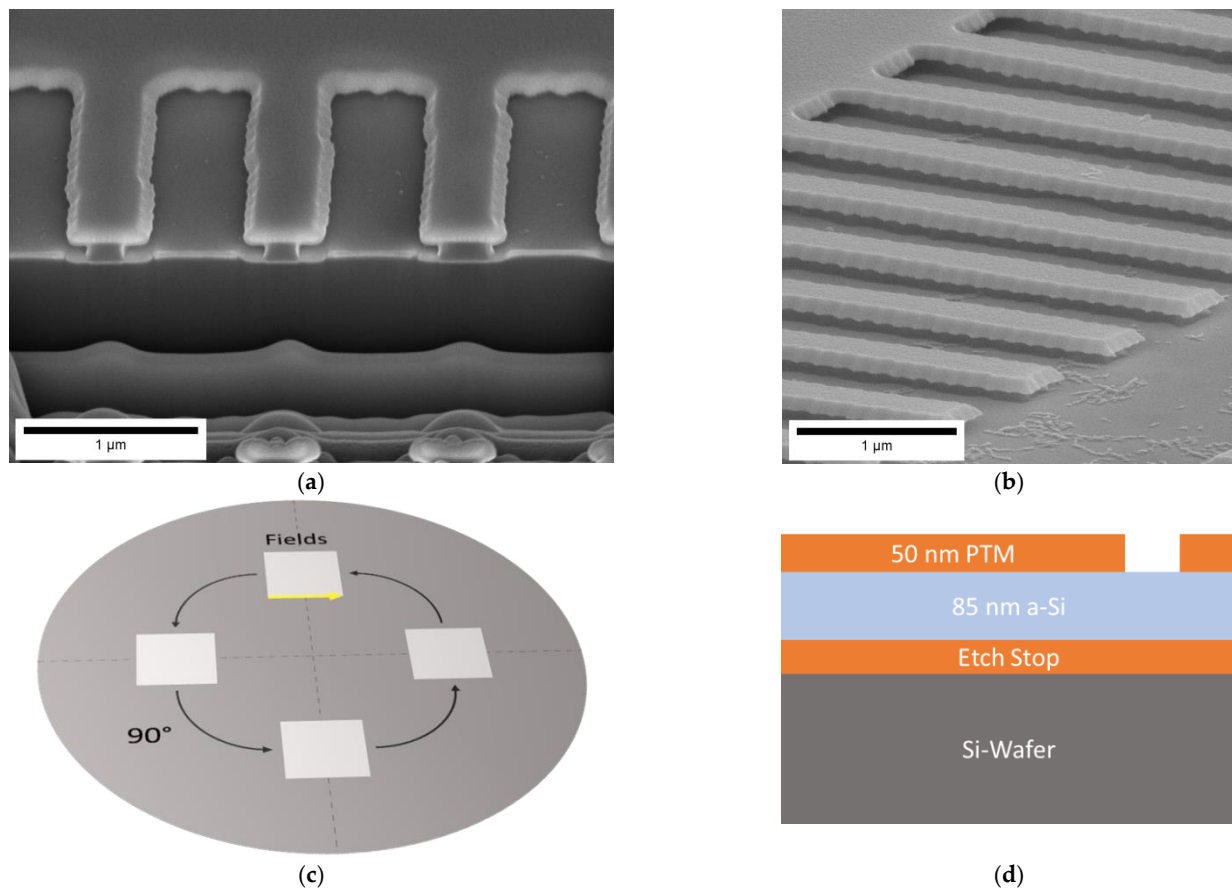 1 µm
1 µm
(a)
(b)
Fields
90°
50 nm PTM
85 nm a-Si
Etch Stop
Si-Wafer
(c)
(d)